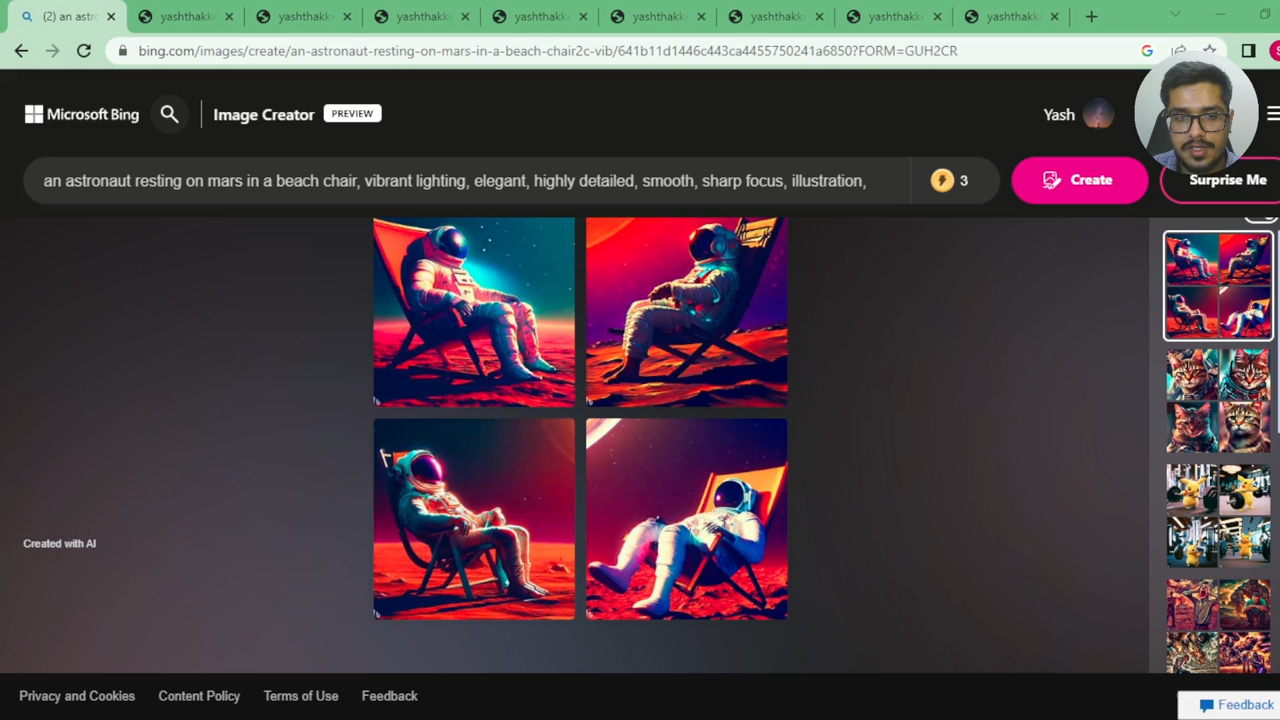 (2) an astr
yashthakk
yashthakk
yashthakk
yashthakk
yashthakk
yashthakk
yashthakk
yashthakk
bing.com/images/create/an-astronaut-resting-on-mars-in-a-beach-chair2c-vib/641b11d1446c443ca4455750241a6850?FORM=GUH2CR
Microsoft Bing
Image Creator
PREVIEW
Yash
an astronaut resting on mars in a beach chair, vibrant lighting, elegant, highly detailed, smooth, sharp focus, illustration,
3
Create
Surprise Me
Created with AI
Privacy and Cookies
Content Policy
Terms of Use
Feedback
Feedback